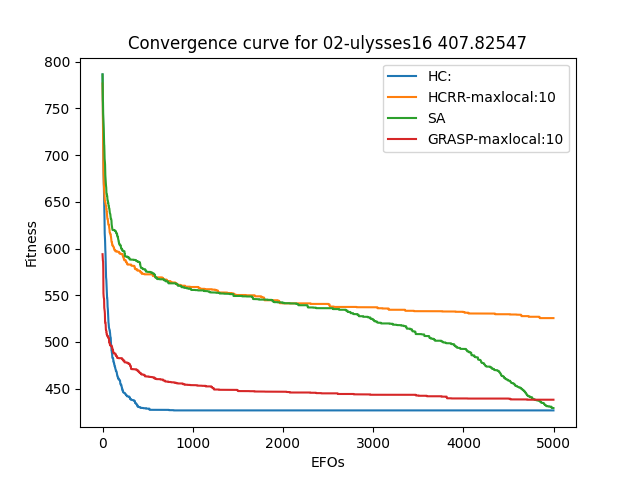 Convergence curve for 02-ulysses16 407.82547
HC:
HCRR-maxlocal:10
SA
GRASP-maxlocal:10
Fitness
800
750
700
650
600
550
500
450
0 1000 2000 3000 4000 5000
EFOs